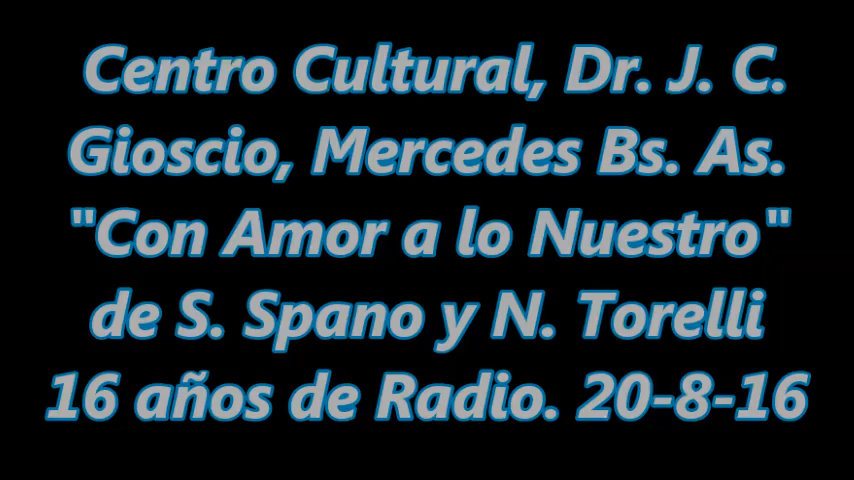 Centro Cultural, Dr. J. C.
Gioscio, Mercedes Bs. As.
"Con Amor a lo Nuestro"
de S. Spano y N. Torelli
16 años de Radio. 20-8-16